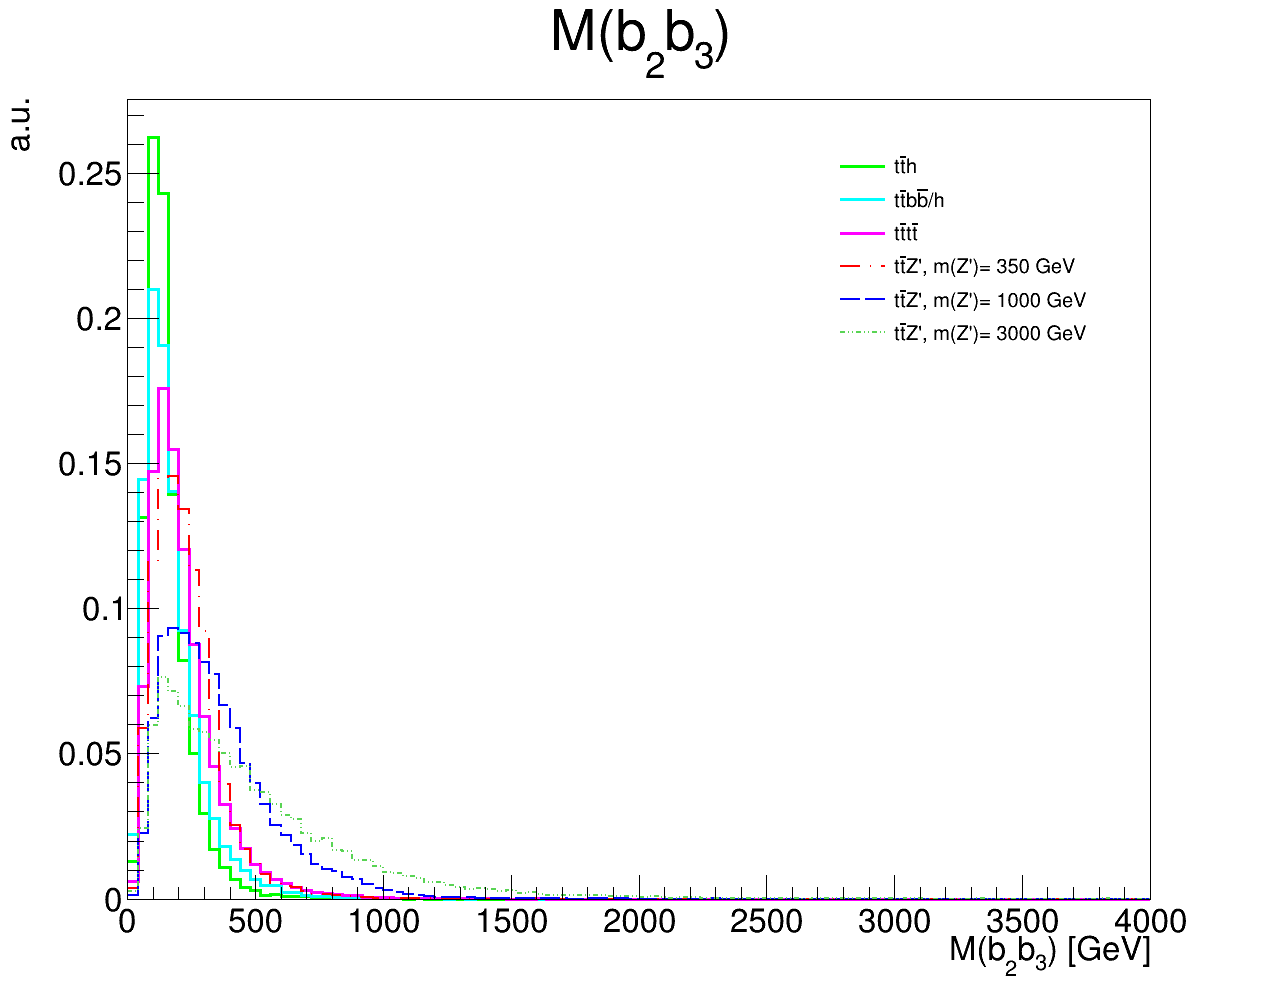 M(b₂b₃)
a.u.
0.25
0.2
0.15
0.1
0.05
0
tt̄h
tt̄bb̄/h
tt̄tt̄
tt̄Z', m(Z')= 350 GeV
tt̄Z', m(Z')= 1000 GeV
tt̄Z', m(Z')= 3000 GeV
0 500 1000 1500 2000 2500 3000 3500 4000
M(b₂b₃) [GeV]